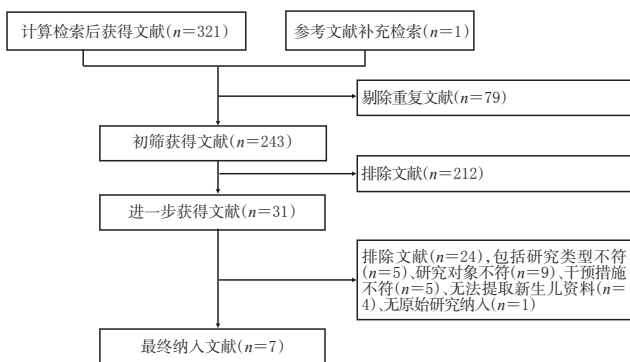 计算检索后获得文献(n=321)
参考文献补充检索(n=1)
剔除重复文献(n=79)
初筛获得文献(n=243)
排除文献(n=212)
进一步获得文献(n=31)
排除文献(n=24),包括研究类型不符
(n=5)、研究对象不符(n=9)、干预措施
不符(n=5)、无法提取新生儿资料(n=
4)、无原始研究纳入(n=1)
最终纳入文献(n=7)